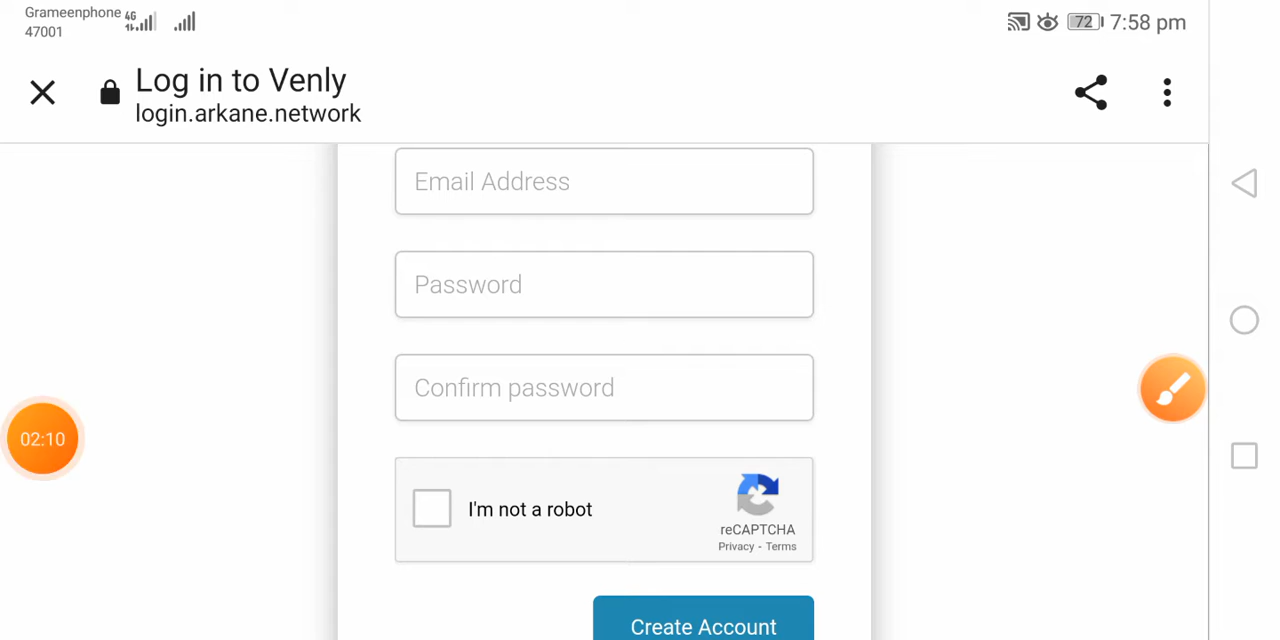 Grameenphone 4G
47001
72 7:58 pm
Log in to Venly
login.arkane.network
Email Address
Password
Confirm password
02:10
I'm not a robot
reCAPTCHA
Privacy - Terms
Create Account